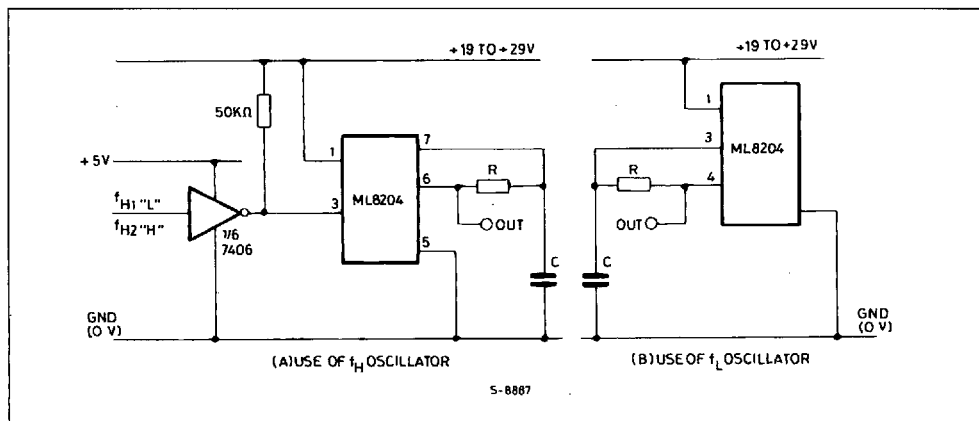 +19 TO +29V
50KΩ
+5V
fH1 "L"
fH2 "H"
1/6
7406
1
3
ML8204
7
6
5
R
OUT
C
GND
(0 V)
(A) USE OF fH OSCILLATOR
+19 TO +29V
1
3
4
ML8204
R
OUT
C
GND
(0 V)
(B) USE OF fL OSCILLATOR
S-8887